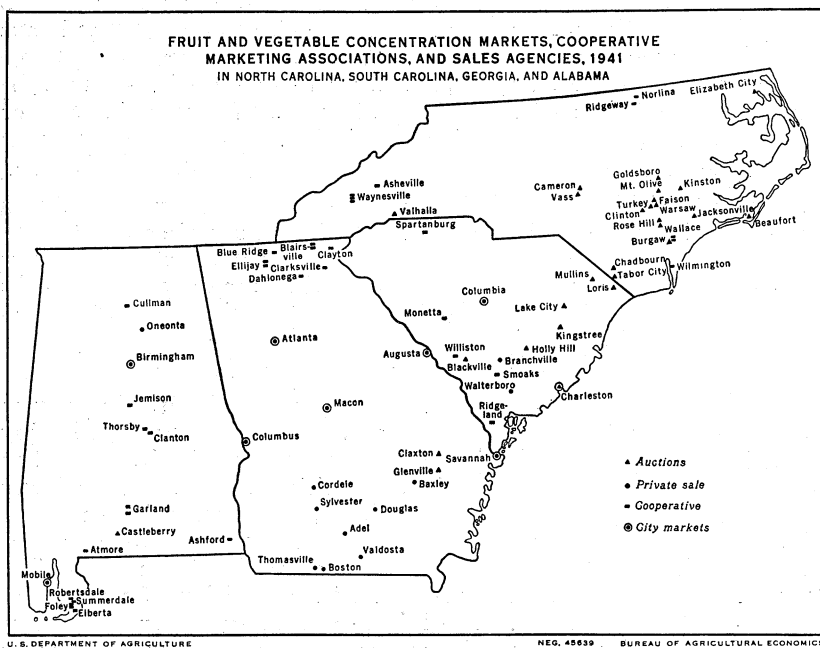 FRUIT AND VEGETABLE CONCENTRATION MARKETS, COOPERATIVE
MARKETING ASSOCIATIONS, AND SALES AGENCIES, 1941
IN NORTH CAROLINA, SOUTH CAROLINA, GEORGIA, AND ALABAMA
Elizabeth City
Norlina
Ridgeway
Goldsboro
Mt. Olive
Kinston
Cameron
Vass
Asheville
Waynesville
Turkey
Faison
Clinton
Warsaw
Jacksonville
Valhalla
Rose Hill
Beaufort
Spartanburg
Wallace
Burgaw
Blue Ridge
Blairs-
ville
Clayton
Ellijay
Clarksville
Dahlonega
Chadbourn
Wilmington
Mullins
Tabor City
Loris
Columbia
Cullman
Lake City
Monetta
Oneonta
Kingstree
Atlanta
Holly Hill
Williston
Augusta
Birmingham
Blackville
Branchville
Smoaks
Walterboro
Charleston
Jemison
Macon
Ridge-
land
Thorsby
Clanton
Columbus
Claxton
Savannah
Glenville
Baxley
Cordele
Sylvester
Douglas
Garland
Castleberry
Adel
Ashford
Atmore
Valdosta
Thomasville
Boston
Mobile
Robertsdale
Summerdale
Foley
Elberta
Auctions
Private sale
Cooperative
City markets
U. S. DEPARTMENT OF AGRICULTURE
NEG. 45639
BUREAU OF AGRICULTURAL ECONOMICS